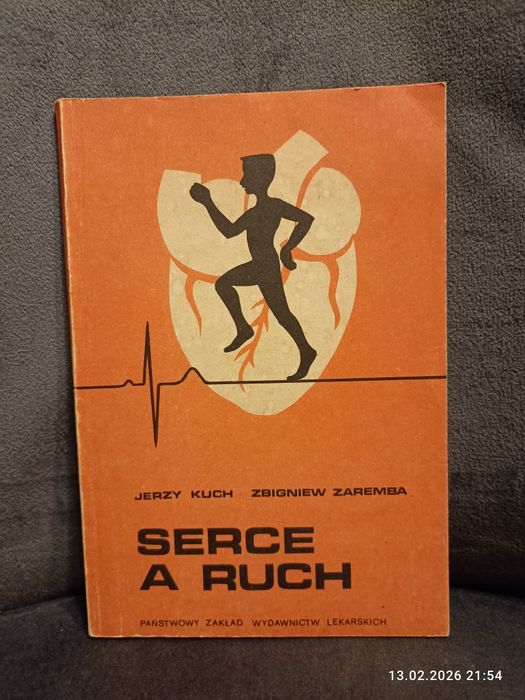 JERZY KUCH ZBIGNIEW ZAREMBA
SERCE
A RUCH
PAŃSTWOWY ZAKŁAD WYDAWNICTW LEKARSKICH
13.02.2026 21:54